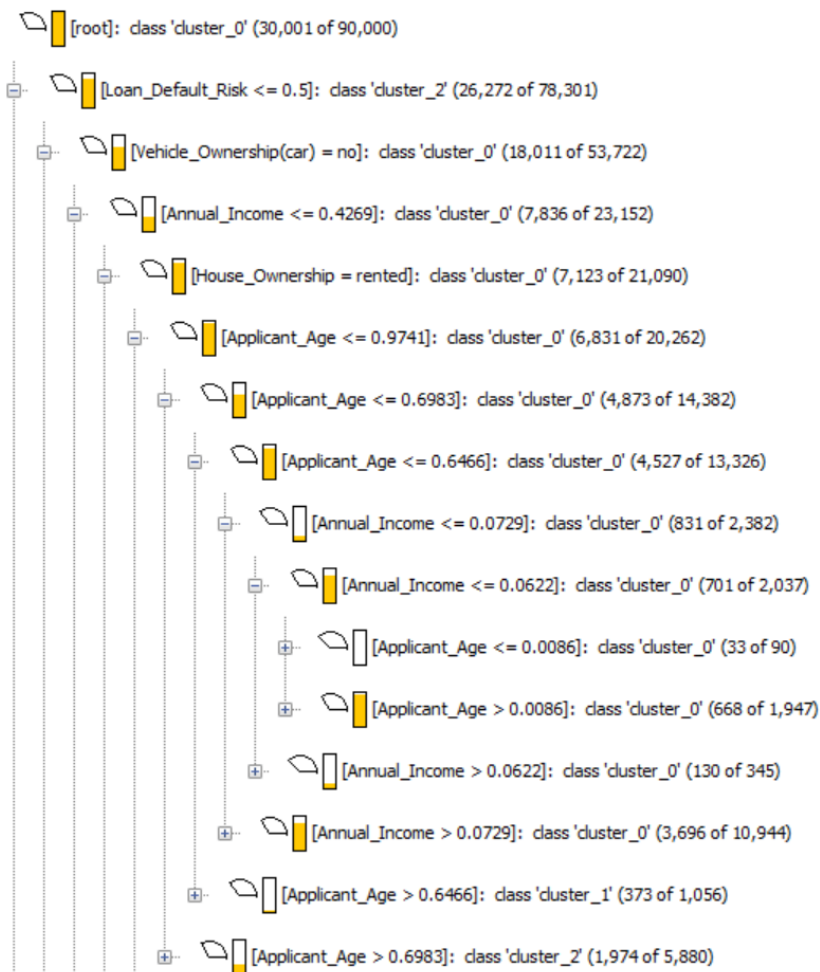 [root]: class 'cluster_0' (30,001 of 90,000)
[Loan_Default_Risk <= 0.5]: class 'cluster_2' (26,272 of 78,301)
[Vehicle_Ownership(car) = no]: class 'cluster_0' (18,011 of 53,722)
[Annual_Income <= 0.4269]: class 'cluster_0' (7,836 of 23,152)
[House_Ownership = rented]: class 'cluster_0' (7,123 of 21,090)
[Applicant_Age <= 0.9741]: class 'cluster_0' (6,831 of 20,262)
[Applicant_Age <= 0.6983]: class 'cluster_0' (4,873 of 14,382)
[Applicant_Age <= 0.6466]: class 'cluster_0' (4,527 of 13,326)
[Annual_Income <= 0.0729]: class 'cluster_0' (831 of 2,382)
[Annual_Income <= 0.0622]: class 'cluster_0' (701 of 2,037)
[Applicant_Age <= 0.0086]: class 'cluster_0' (33 of 90)
[Applicant_Age > 0.0086]: class 'cluster_0' (668 of 1,947)
[Annual_Income > 0.0622]: class 'cluster_0' (130 of 345)
[Annual_Income > 0.0729]: class 'cluster_0' (3,696 of 10,944)
[Applicant_Age > 0.6466]: class 'cluster_1' (373 of 1,056)
[Applicant_Age > 0.6983]: class 'cluster_2' (1,974 of 5,880)